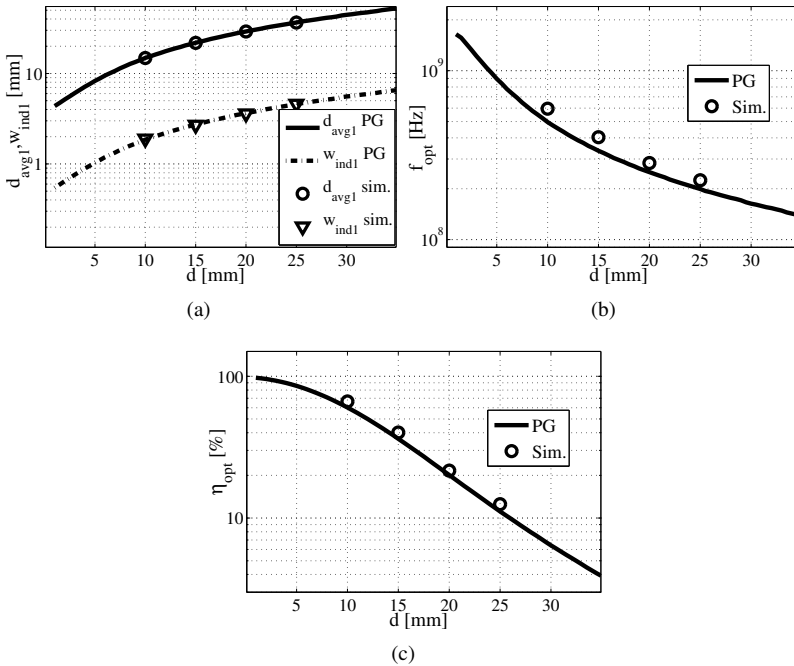 d_avg1, w_ind1 [mm]
10
1
5 10 15 20 25 30
d [mm]
d_avg1 PG
w_ind1 PG
d_avg1 sim.
w_ind1 sim.
(a)
f_opt [Hz]
10^9
10^8
5 10 15 20 25 30
d [mm]
PG
Sim.
(b)
η_opt [%]
100
10
5 10 15 20 25 30
d [mm]
PG
Sim.
(c)